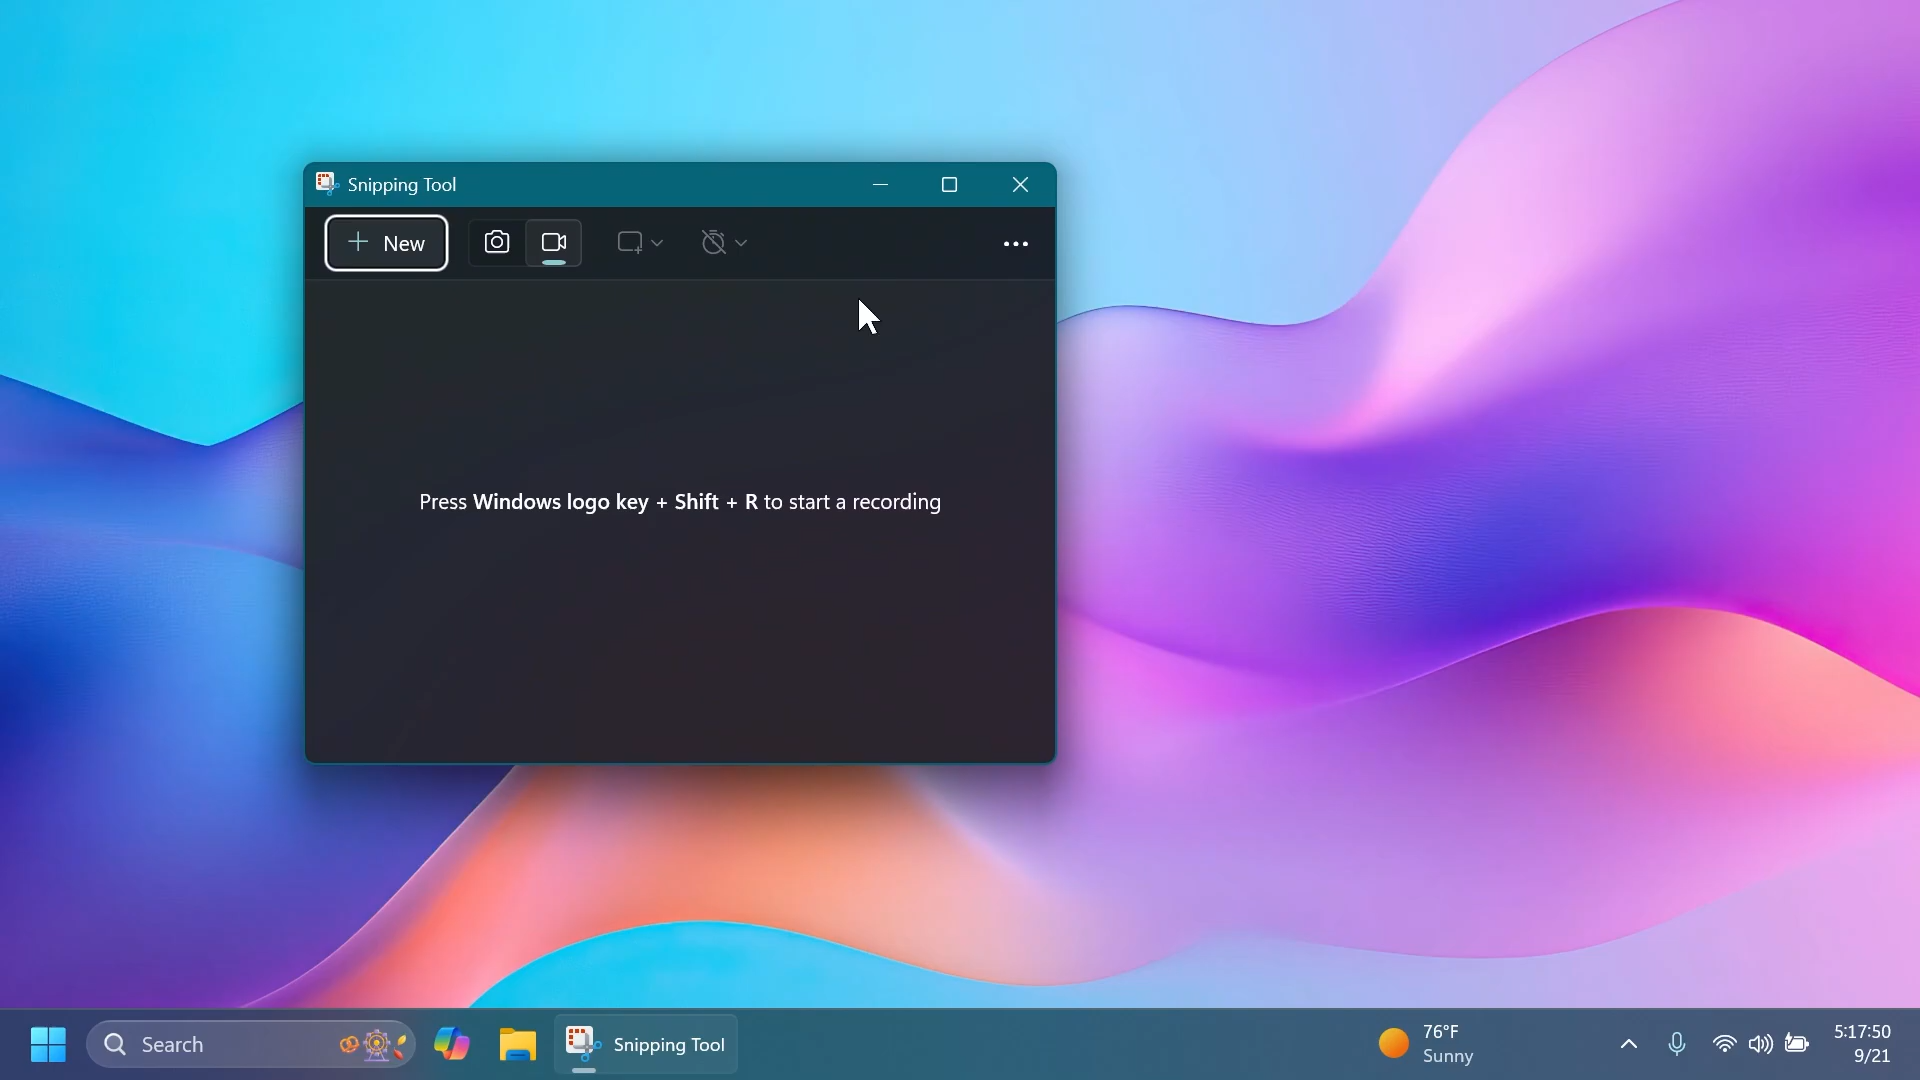 Snipping Tool
New
Press Windows logo key + Shift + R to start a recording
Search
Snipping Tool
76°F
Sunny
5:17:50
9/21